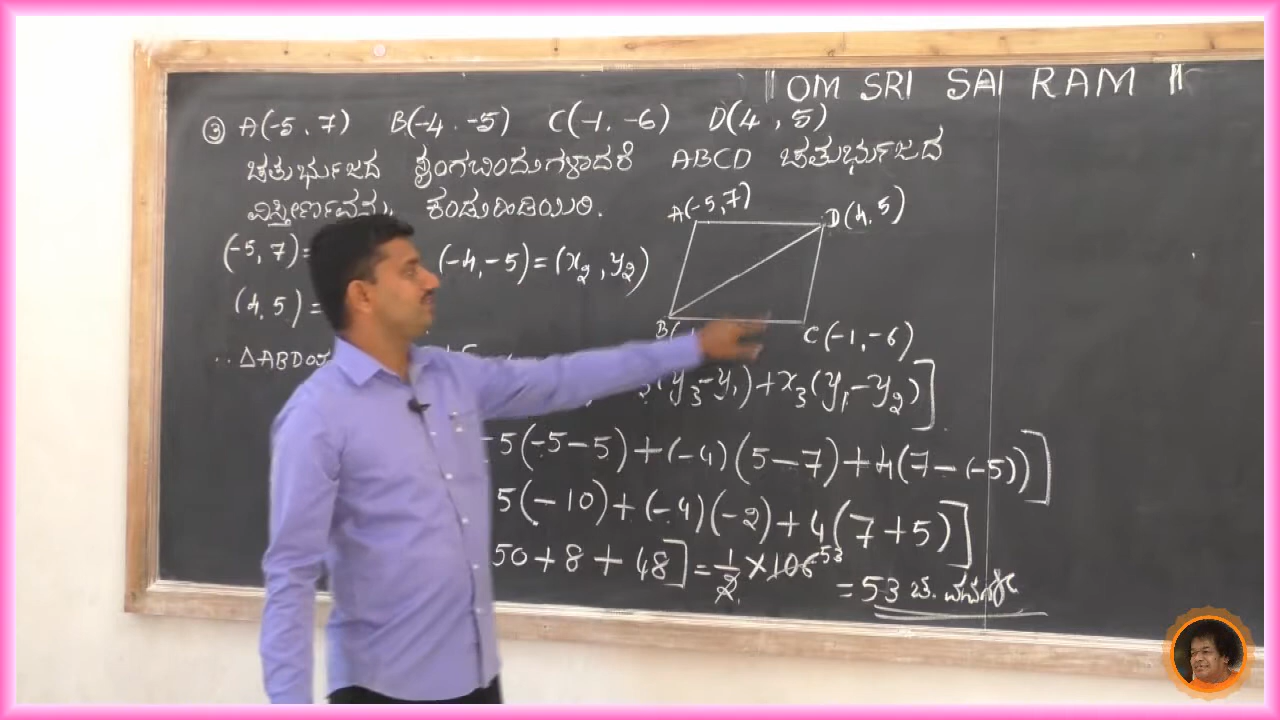 || OM SRI SAI RAM ||
③ A(-5, 7) B(-4, -5) C(-1, -6) D(4, 5)
ಚತುರ್ಭುಜದ ಶೃಂಗಬಿಂದುಗಳಾದರೆ ABCD ಚತುರ್ಭುಜದ
ವಿಸ್ತೀರ್ಣವನ್ನು ಕಂಡುಹಿಡಿಯಿರಿ.
A(-5, 7) D(4, 5)
(-5, 7) = (-4, -5) = (x₂, y₂)
(4, 5) =
B( C(-1, -6)
∴ ΔABDಯ
(y₃-y₁)+x₃(y₁-y₂)]
-5(-5-5)+(-4)(5-7)+4(7-(-5))]
5(-10)+(-4)(-2)+4(7+5)]
50+8+48] = 1/2 × 106 53 = 53 ಚ.